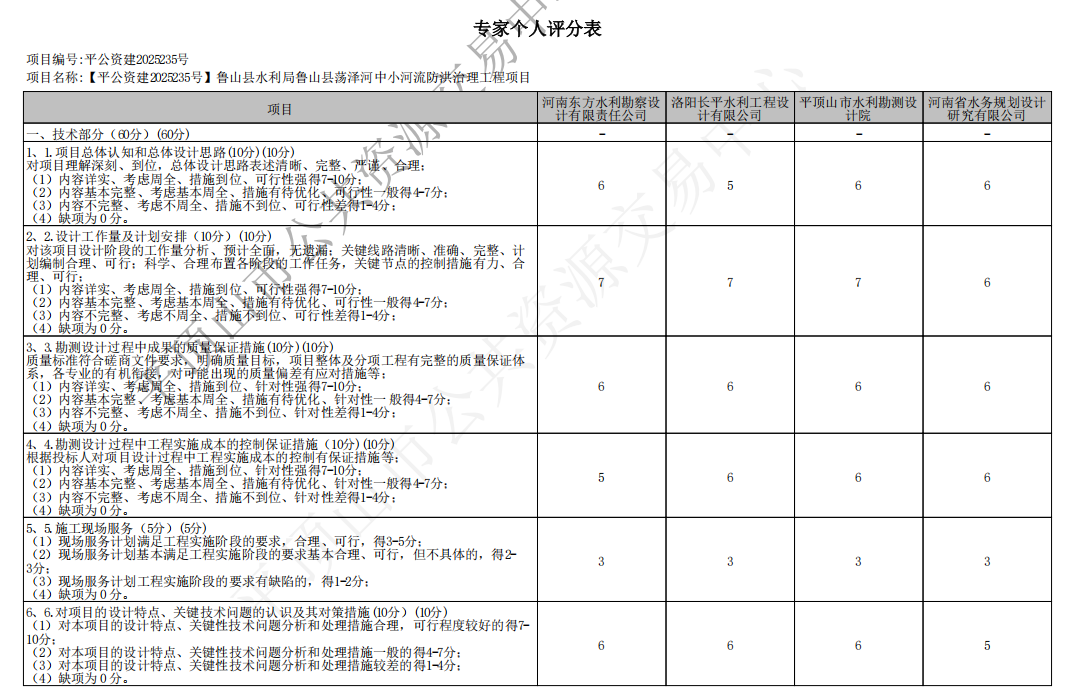 专家个人评分表
项目编号:平公资建2025235号
项目名称:【平公资建2025235号】鲁山县水利局鲁山县荡泽河中小河流防洪治理工程项目
项目 河南东方水利勘察设计有限责任公司 洛阳长平水利工程设计有限公司 平顶山市水利勘测设计院 河南省水务规划设计研究有限公司
一、技术部分（60分）(60分) - - - -
1、1.项目总体认知和总体设计思路(10分)(10分)
对项目理解深刻、到位，总体设计思路表述清晰、完整、严谨、合理；
（1）内容详实、考虑周全、措施到位、可行性强得7-10分；
（2）内容基本完整、考虑基本周全、措施有待优化、可行性一般得4-7分；
（3）内容不完整、考虑不周全、措施不到位、可行性差得1-4分；
（4）缺项为0分。
6 5 6 6
2、2.设计工作量及计划安排（10分）(10分)
对该项目设计阶段的工作量分析、预计全面，无遗漏；关键线路清晰、准确、完整、计
划编制合理、可行；科学、合理布置各阶段的工作任务，关键节点的控制措施有力、合
理、可行；
（1）内容详实、考虑周全、措施到位、可行性强得7-10分；
（2）内容基本完整、考虑基本周全、措施有待优化、可行性一般得4-7分；
（3）内容不完整、考虑不周全、措施不到位、可行性差得1-4分；
（4）缺项为0分。
7 7 7 6
3、3.勘测设计过程中成果的质量保证措施(10分)(10分)
质量标准符合磋商文件要求，明确质量目标，项目整体及分项工程有完整的质量保证体
系，各专业的有机衔接，对可能出现的质量偏差有应对措施等；
（1）内容详实、考虑周全、措施到位、针对性强得7-10分；
（2）内容基本完整、考虑基本周全、措施有待优化、针对性一般得4-7分；
（3）内容不完整、考虑不周全、措施不到位、针对性差得1-4分；
（4）缺项为0分。
6 6 6 6
4、4.勘测设计过程中工程实施成本的控制保证措施（10分)(10分)
根据投标人对项目设计过程中工程实施成本的控制有保证措施等；
（1）内容详实、考虑周全、措施到位、针对性强得7-10分；
（2）内容基本完整、考虑基本周全、措施有待优化、针对性一般得4-7分；
（3）内容不完整、考虑不周全、措施不到位、针对性差得1-4分；
（4）缺项为0分。
5 6 6 6
5、5.施工现场服务（5分）(5分)
（1）现场服务计划满足工程实施阶段的要求，合理、可行，得3-5分；
（2）现场服务计划基本满足工程实施阶段的要求基本合理、可行，但不具体的，得2-
3分；
（3）现场服务计划工程实施阶段的要求有缺陷的，得1-2分；
（4）缺项为0分。
3 3 3 3
6、6.对项目的设计特点、关键技术问题的认识及其对策措施(10分）(10分)
（1）对本项目的设计特点、关键性技术问题分析和处理措施合理，可行程度较好的得7-
10分；
（2）对本项目的设计特点、关键性技术问题分析和处理措施一般的得4-7分；
（3）对本项目的设计特点、关键性技术问题分析和处理措施较差的得1-4分；
（4）缺项为0分。
6 6 6 5
平顶山市公共资源交易中
平顶山市公共资源交易中心